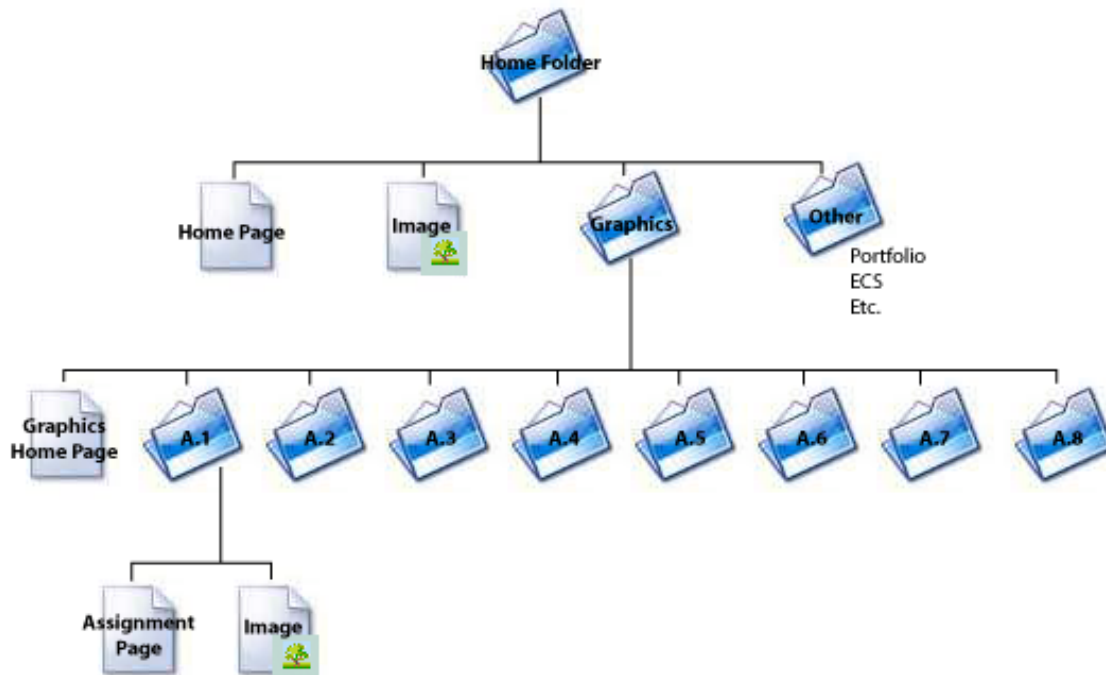 Home Folder
Home Page
Image
Graphics
Other
Portfolio
ECS
Etc.
Graphics
Home Page
A.1
A.2
A.3
A.4
A.5
A.6
A.7
A.8
Assignment
Page
Image